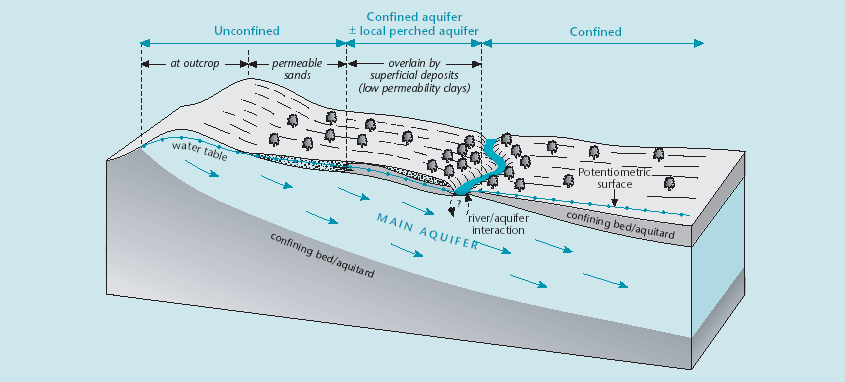 Unconfined
Confined aquifer
± local perched aquifers
Confined
at outcrop
permeable
sands
overlain by
superficial deposits
(low permeability clays)
water table
Potentiometric
surface
?
river/aquifer
interaction
confining bed/aquitard
MAIN AQUIFER
confining bed/aquitard